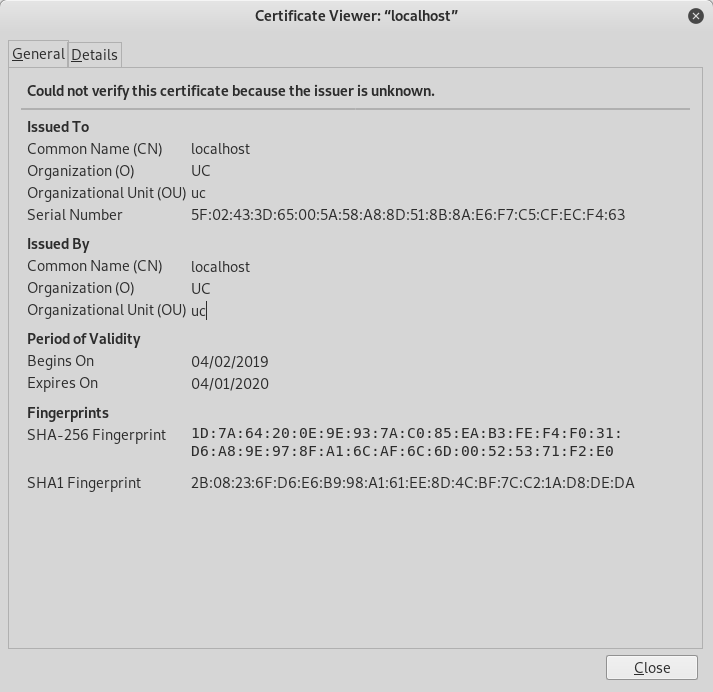 Certificate Viewer: “localhost”
General Details
Could not verify this certificate because the issuer is unknown.
Issued To
Common Name (CN) localhost
Organization (O) UC
Organizational Unit (OU) uc
Serial Number 5F:02:43:3D:65:00:5A:58:A8:8D:51:8B:8A:E6:F7:C5:CF:EC:F4:63
Issued By
Common Name (CN) localhost
Organization (O) UC
Organizational Unit (OU) uc
Period of Validity
Begins On 04/02/2019
Expires On 04/01/2020
Fingerprints
SHA-256 Fingerprint 1D:7A:64:20:0E:9E:93:7A:C0:85:EA:B3:FE:F4:F0:31:
D6:A8:9E:97:8F:A1:6C:AF:6C:6D:00:52:53:71:F2:E0
SHA1 Fingerprint 2B:08:23:6F:D6:E6:B9:98:A1:61:EE:8D:4C:BF:7C:C2:1A:D8:DE:DA
Close